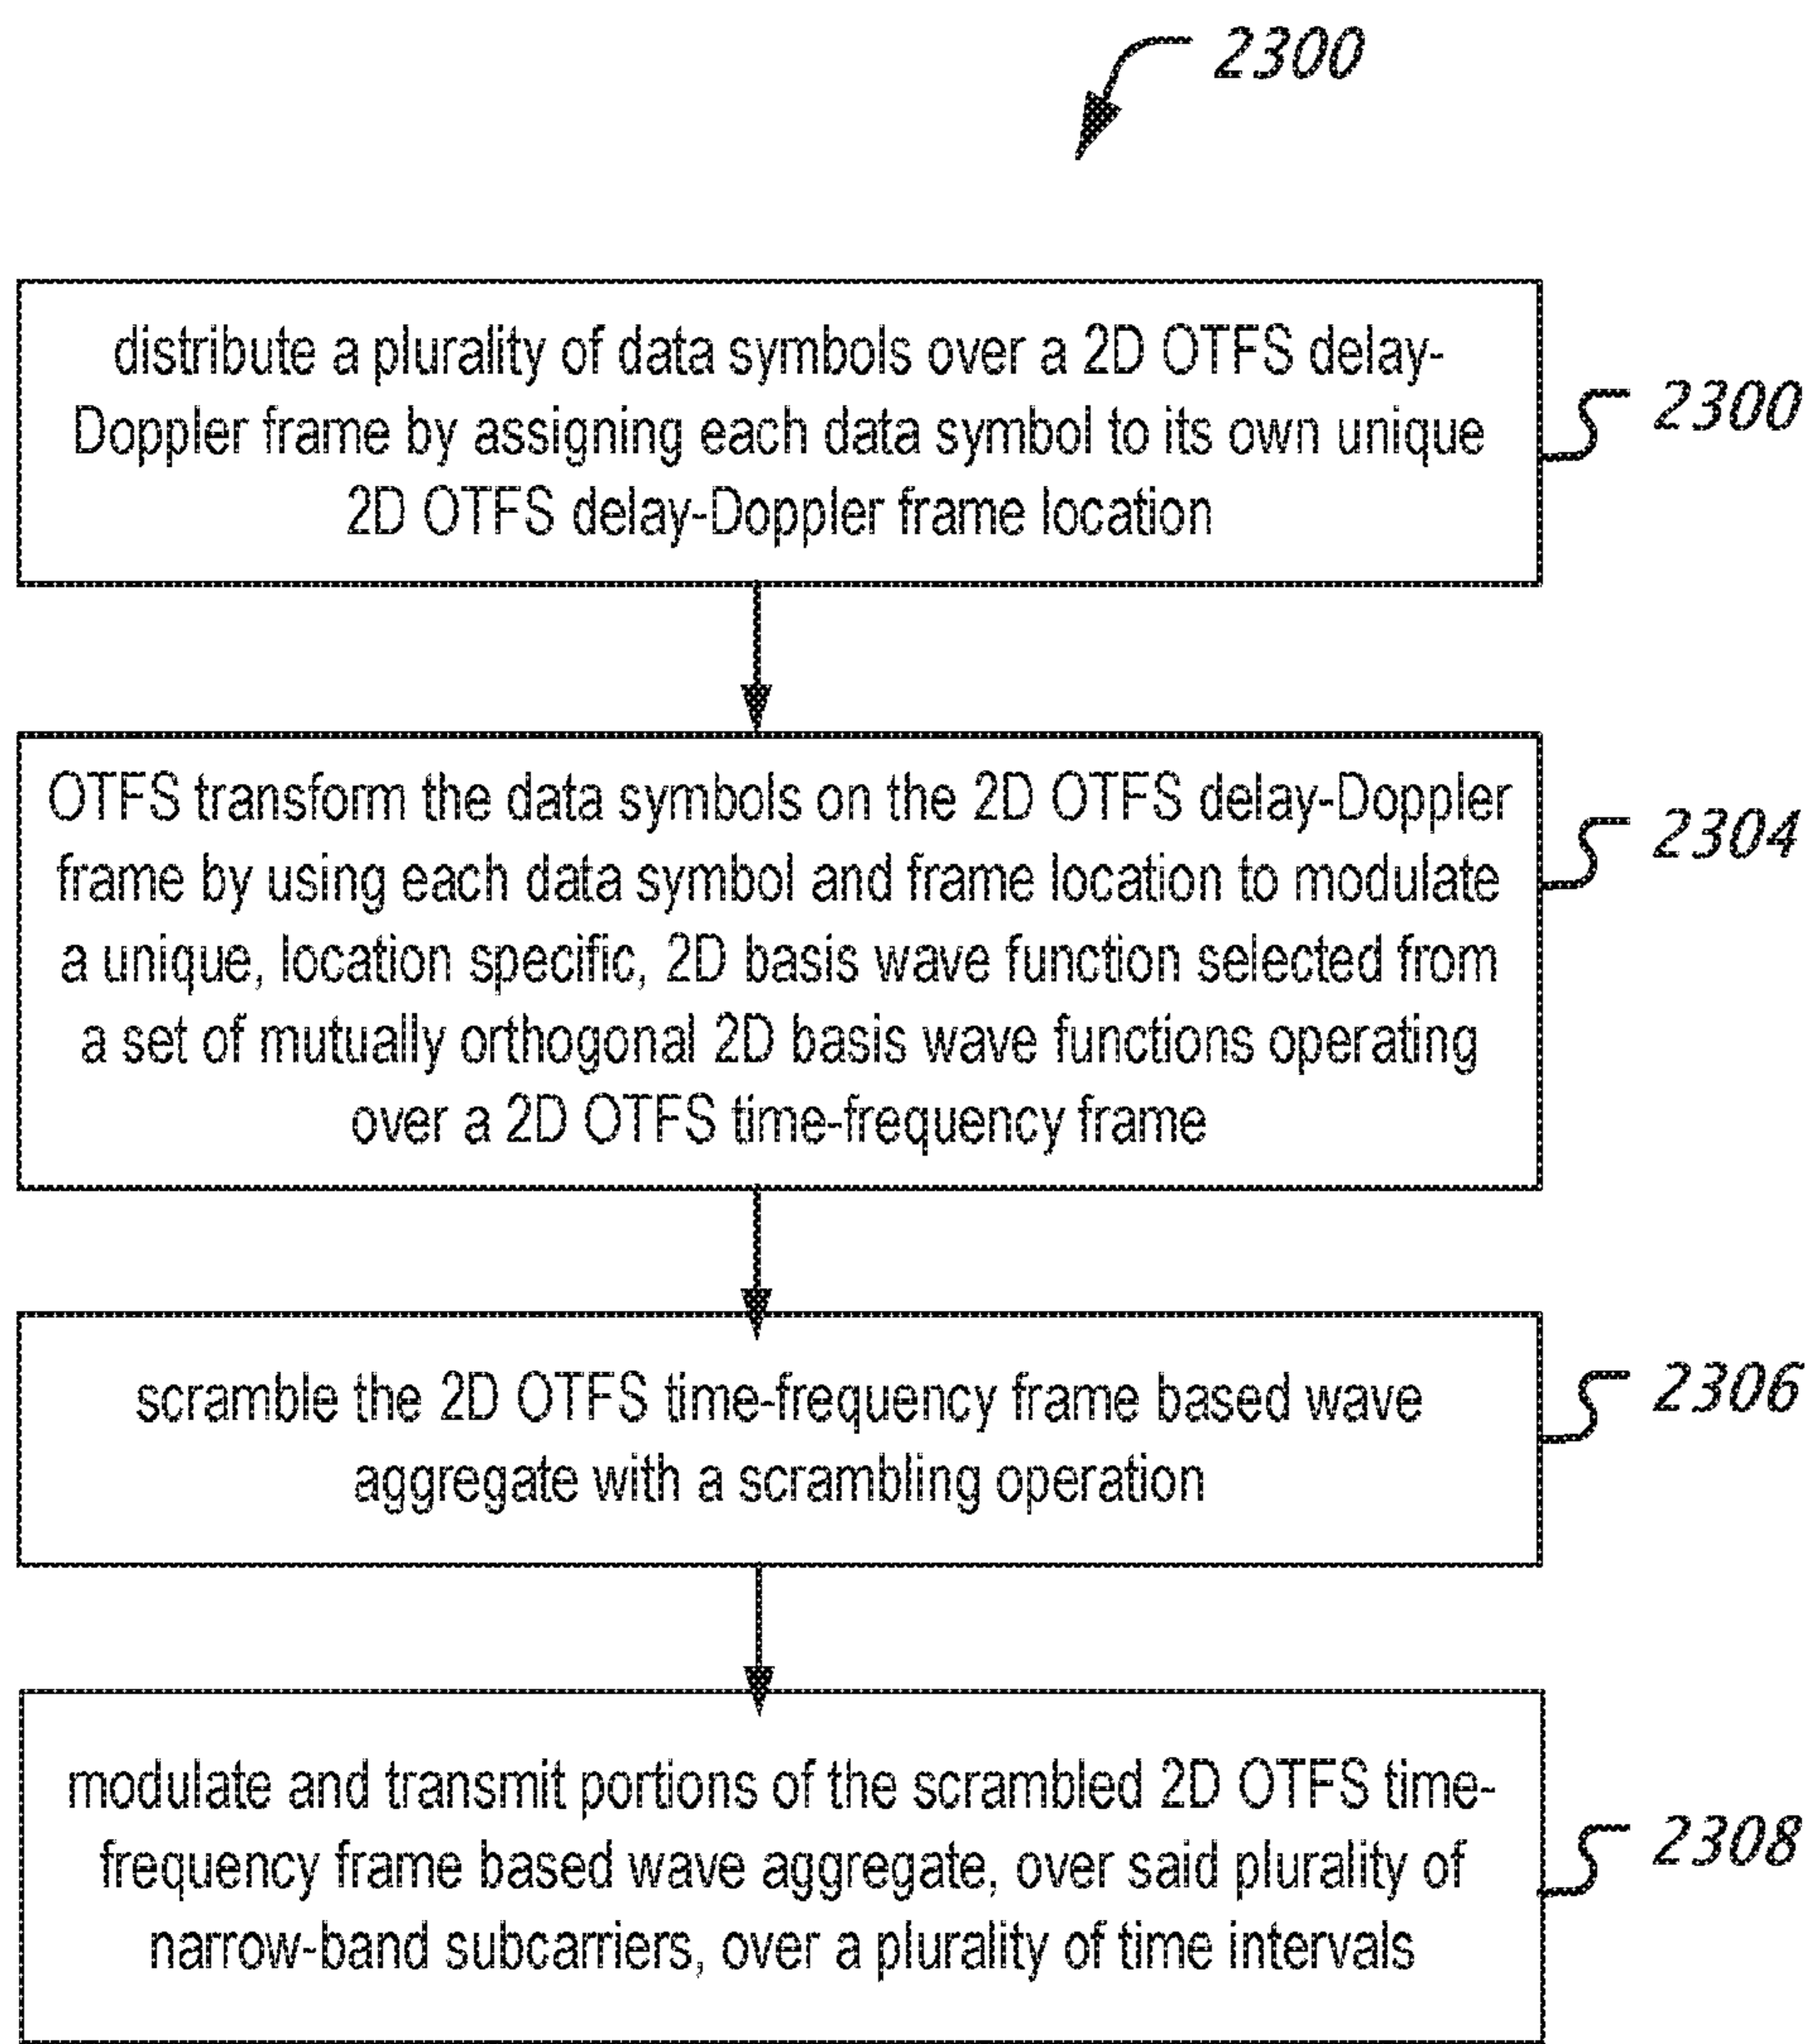 2300
distribute a plurality of data symbols over a 2D OTFS delay-
Doppler frame by assigning each data symbol to its own unique
2D OTFS delay-Doppler frame location
2300
OTFS transform the data symbols on the 2D OTFS delay-Doppler
frame by using each data symbol and frame location to modulate
a unique, location specific, 2D basis wave function selected from
a set of mutually orthogonal 2D basis wave functions operating
over a 2D OTFS time-frequency frame
2304
scramble the 2D OTFS time-frequency frame based wave
aggregate with a scrambling operation
2306
modulate and transmit portions of the scrambled 2D OTFS time-
frequency frame based wave aggregate, over said plurality of
narrow-band subcarriers, over a plurality of time intervals
2308